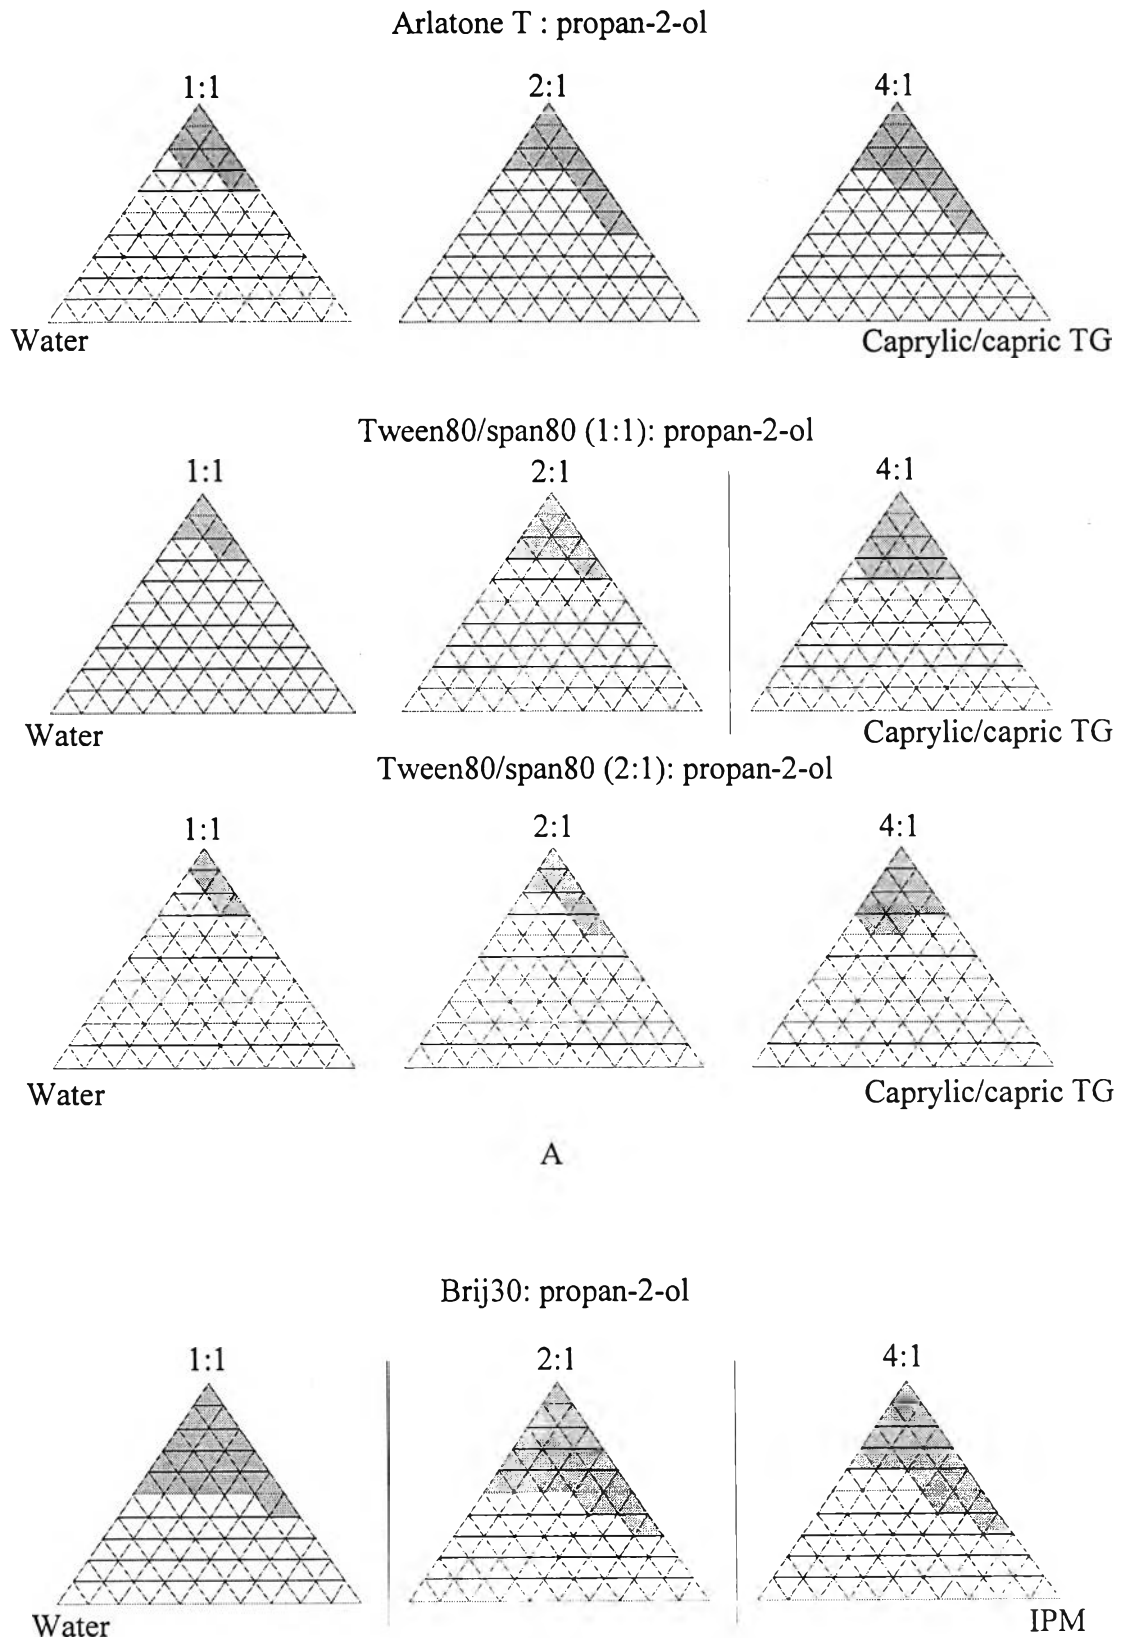 Arlatone T : propan-2-ol
1:1 2:1 4:1
Water Caprylic/capric TG
Tween80/span80 (1:1): propan-2-ol
1:1 2:1 4:1
Water Caprylic/capric TG
Tween80/span80 (2:1): propan-2-ol
1:1 2:1 4:1
Water Caprylic/capric TG
A
Brij30: propan-2-ol
1:1 2:1 4:1
Water IPM